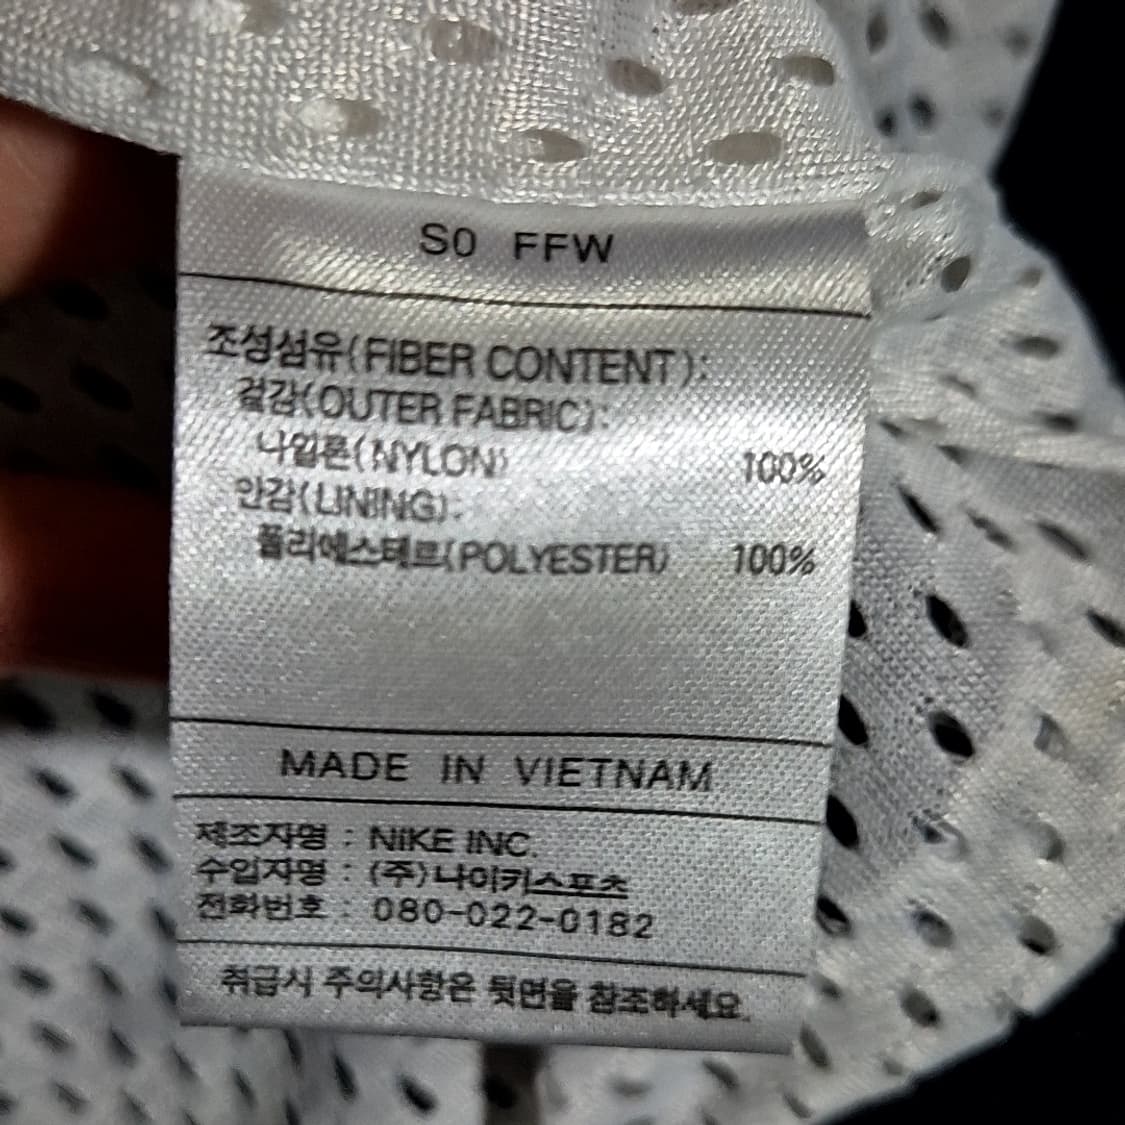 S0 FFW
조성섬유(FIBER CONTENT):
겉감(OUTER FABRIC):
나일론(NYLON) 100%
안감(LINING):
폴리에스테르(POLYESTER) 100%
MADE IN VIETNAM
제조자명 : NIKE INC.
수입자명 : (주)나이키스포츠
전화번호 : 080-022-0182
취급시 주의사항은 뒷면을 참조하세요.